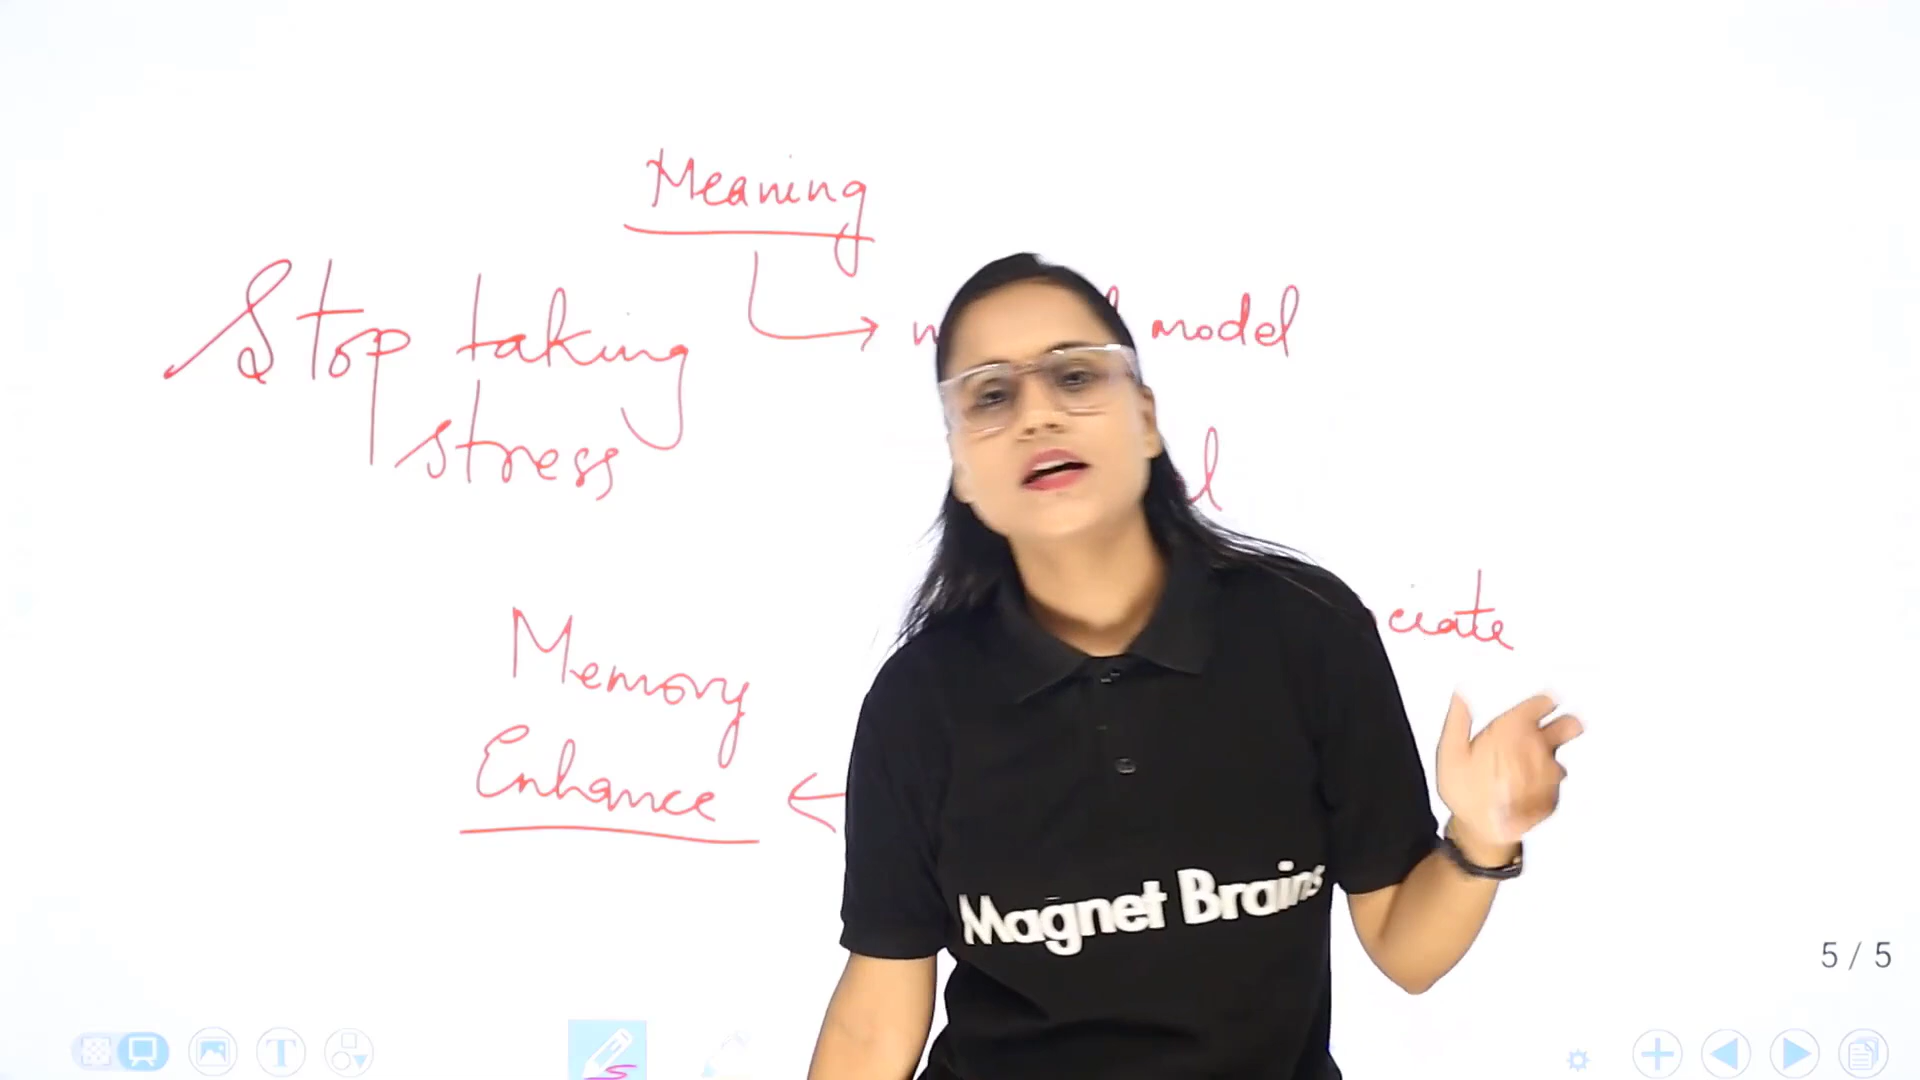 Meaning
Stop taking
stress
model
Memory
Enhance
Magnet Brains
5 / 5
T